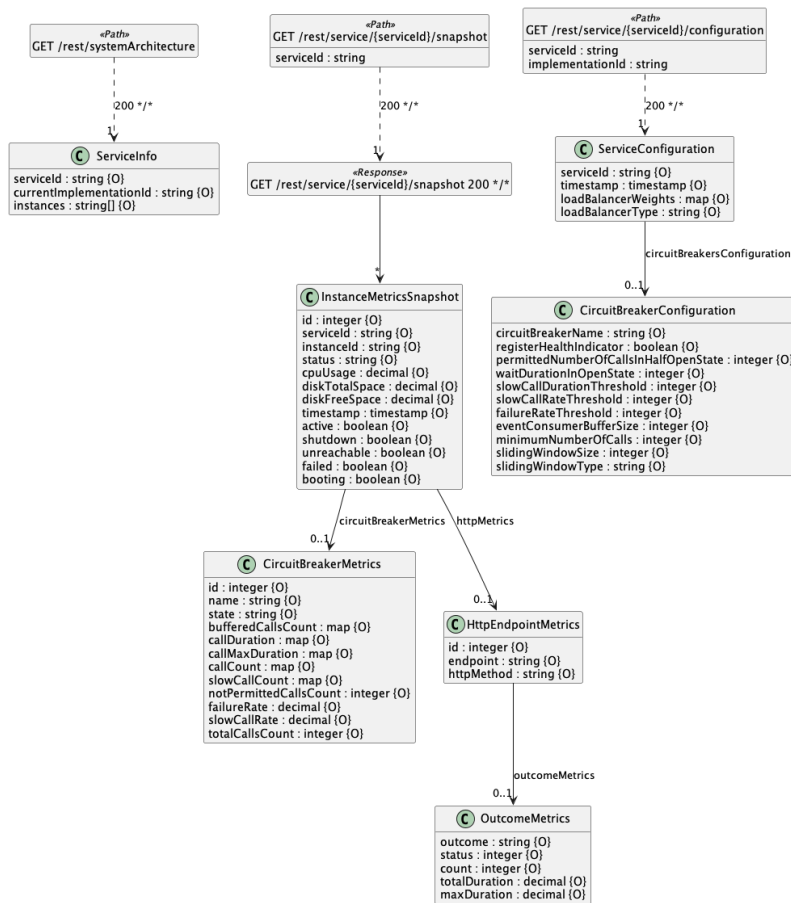 «Path»
GET /rest/systemArchitecture
200 */*
1
C ServiceInfo
serviceId : string {O}
currentImplementationId : string {O}
instances : string[] {O}
«Path»
GET /rest/service/{serviceId}/snapshot
serviceId : string
200 */*
1
«Response»
GET /rest/service/{serviceId}/snapshot 200 */*
*
C InstanceMetricsSnapshot
id : integer {O}
serviceId : string {O}
instanceId : string {O}
status : string {O}
cpuUsage : decimal {O}
diskTotalSpace : decimal {O}
diskFreeSpace : decimal {O}
timestamp : timestamp {O}
active : boolean {O}
shutdown : boolean {O}
unreachable : boolean {O}
failed : boolean {O}
booting : boolean {O}
«Path»
GET /rest/service/{serviceId}/configuration
serviceId : string
implementationId : string
200 */*
1
C ServiceConfiguration
serviceId : string {O}
timestamp : timestamp {O}
loadBalancerWeights : map {O}
loadBalancerType : string {O}
circuitBreakersConfiguration
0..1
C CircuitBreakerConfiguration
circuitBreakerName : string {O}
registerHealthIndicator : boolean {O}
permittedNumberOfCallsInHalfOpenState : integer {O}
waitDurationInOpenState : integer {O}
slowCallDurationThreshold : integer {O}
slowCallRateThreshold : integer {O}
failureRateThreshold : integer {O}
eventConsumerBufferSize : integer {O}
minimumNumberOfCalls : integer {O}
slidingWindowSize : integer {O}
slidingWindowType : string {O}
circuitBreakerMetrics
0..1
C CircuitBreakerMetrics
id : integer {O}
name : string {O}
state : string {O}
bufferedCallsCount : map {O}
callDuration : map {O}
callMaxDuration : map {O}
callCount : map {O}
slowCallCount : map {O}
notPermittedCallsCount : integer {O}
failureRate : decimal {O}
slowCallRate : decimal {O}
totalCallsCount : integer {O}
httpMetrics
0..1
C HttpEndpointMetrics
id : integer {O}
endpoint : string {O}
httpMethod : string {O}
outcomeMetrics
0..1
C OutcomeMetrics
outcome : string {O}
status : integer {O}
count : integer {O}
totalDuration : decimal {O}
maxDuration : decimal {O}